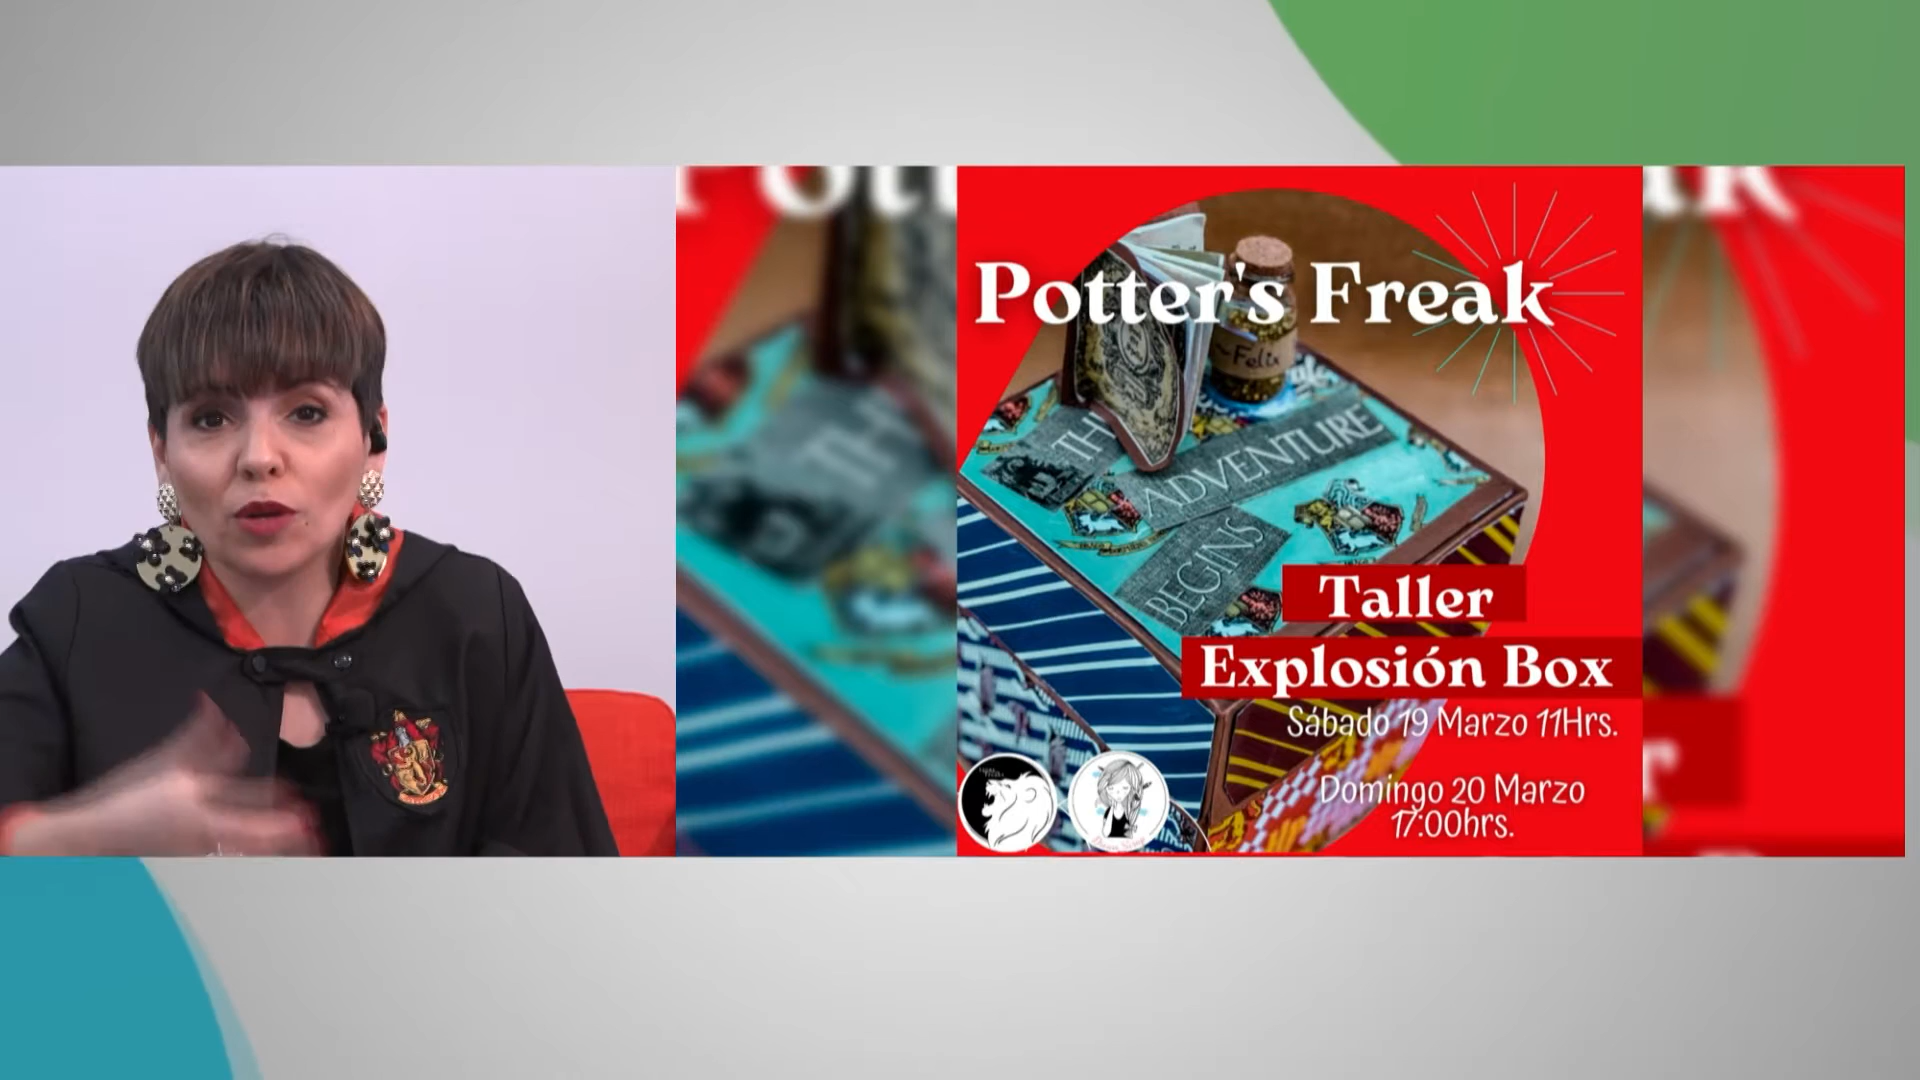 Potter's Freak
~Felix
THE
ADVENTURE
BEGINS
Taller
Explosión Box
Sábado 19 Marzo 11Hrs.
Domingo 20 Marzo
17:00hrs.